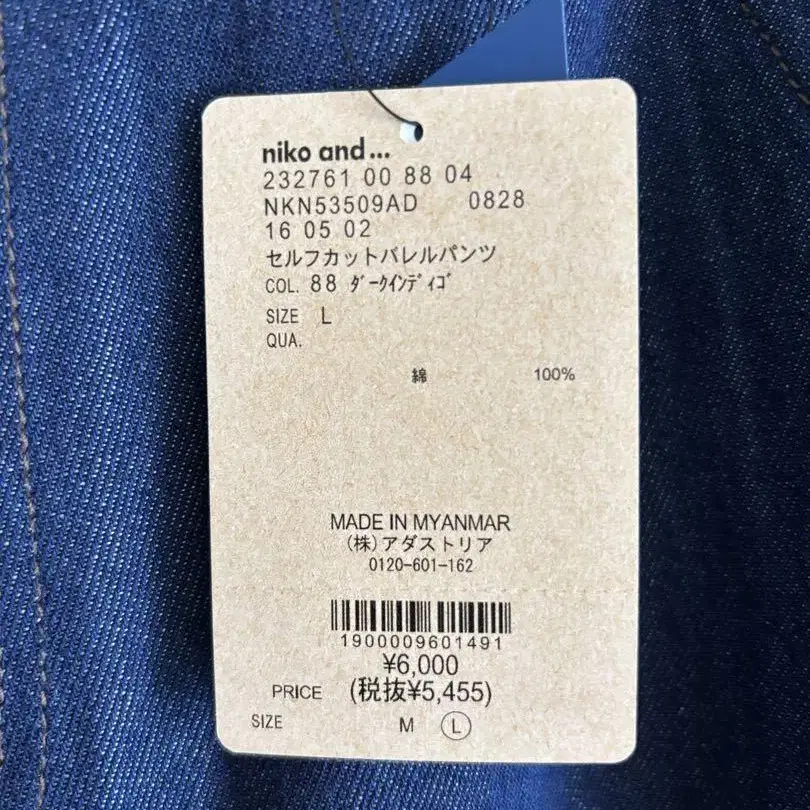 niko and...
232761 00 88 04
NKN53509AD 0828
16 05 02
セルフカットバレルパンツ
COL. 88 ﾀﾞｰｸｲﾝﾃﾞｨｺﾞ
SIZE L
QUA.
綿 100%
MADE IN MYANMAR
(株)アダストリア
0120-601-162
1900009601491
¥6,000
PRICE (税抜¥5,455)
SIZE M L